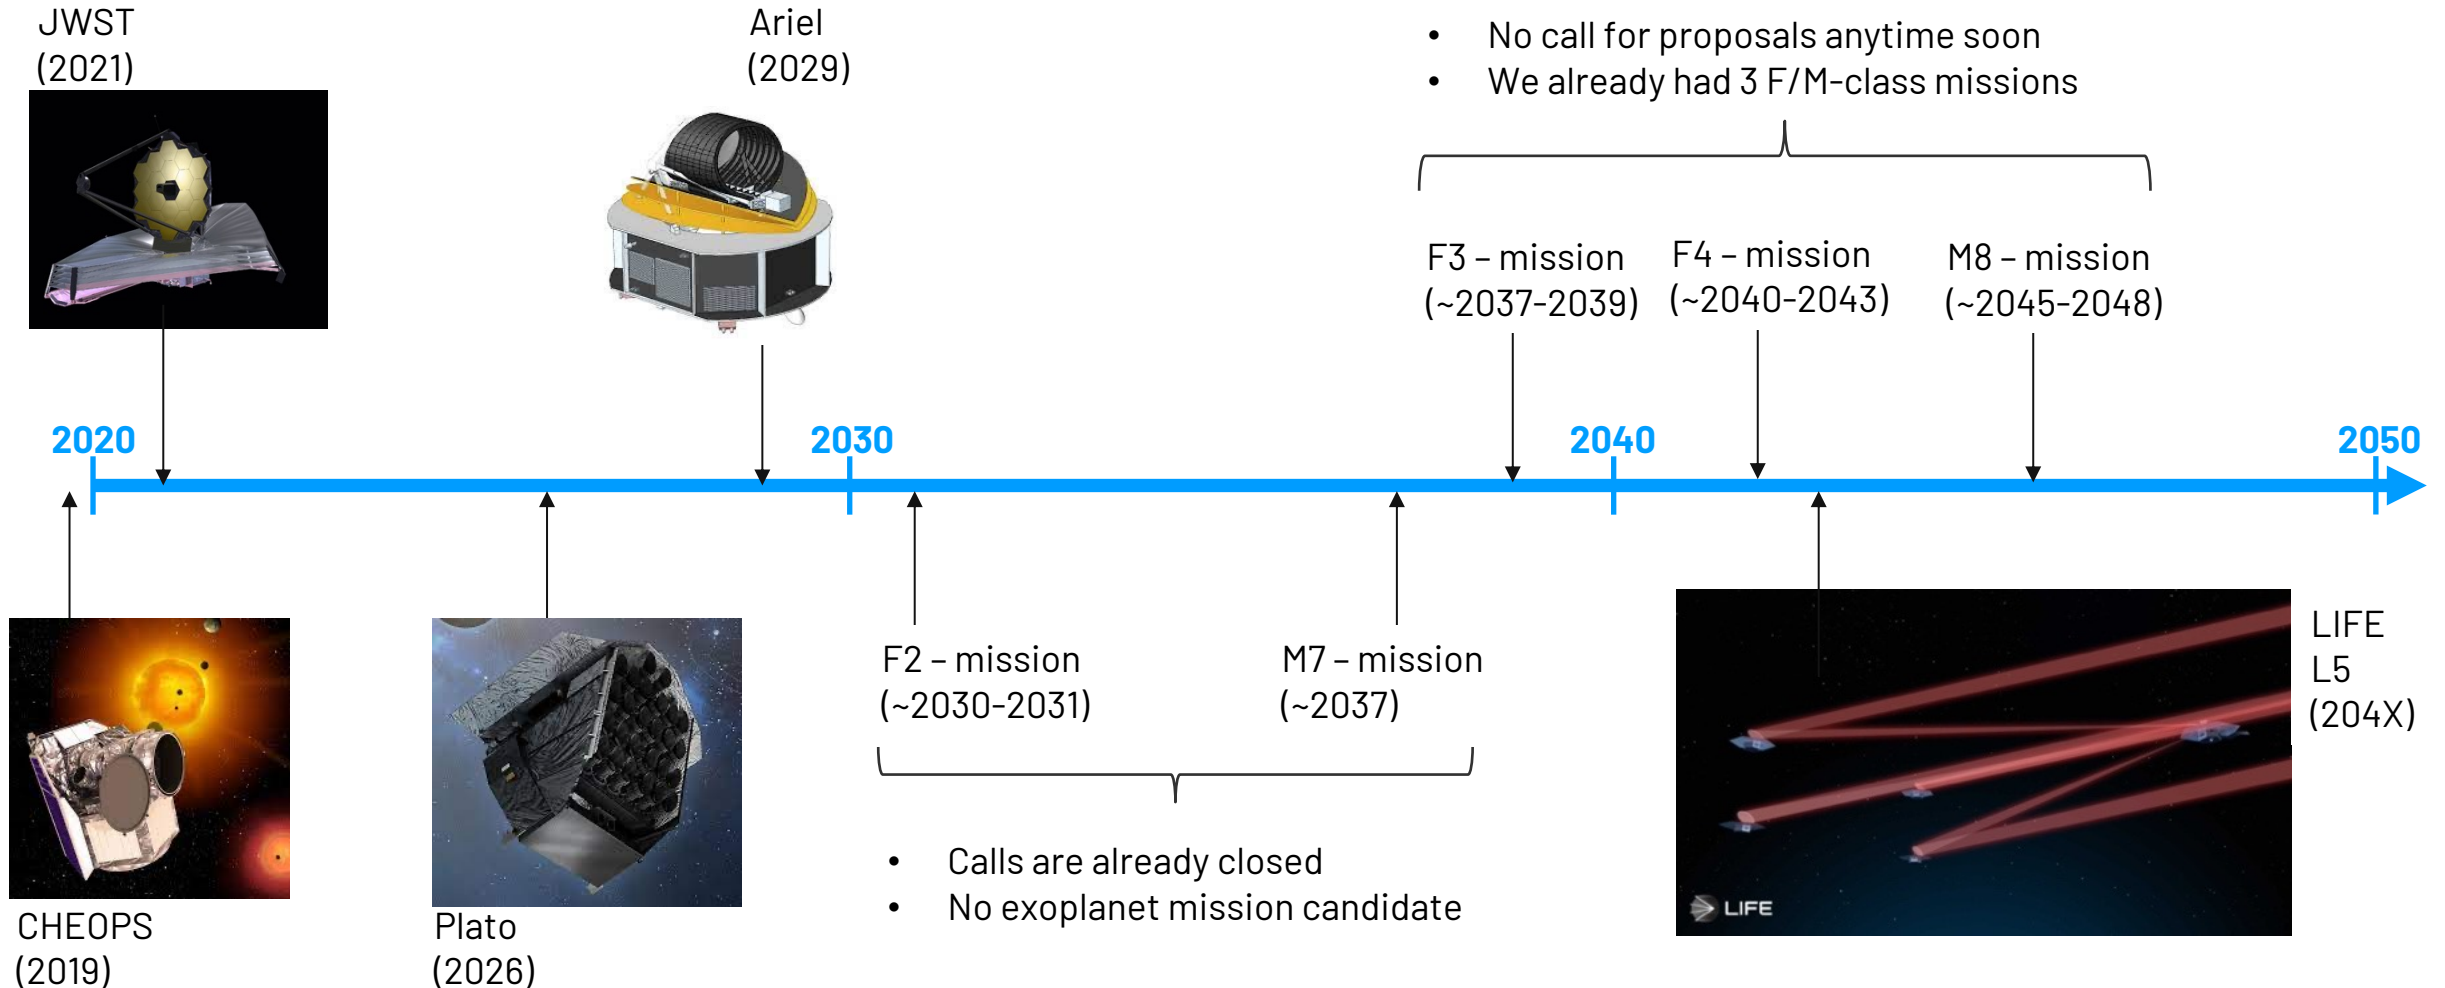 JWST
(2021)
Ariel
(2029)
• No call for proposals anytime soon
• We already had 3 F/M-class missions
F3 – mission
(~2037-2039)
F4 – mission
(~2040-2043)
M8 – mission
(~2045-2048)
2020
2030
2040
2050
CHEOPS
(2019)
Plato
(2026)
F2 – mission
(~2030-2031)
M7 – mission
(~2037)
• Calls are already closed
• No exoplanet mission candidate
LIFE
LIFE
L5
(204X)